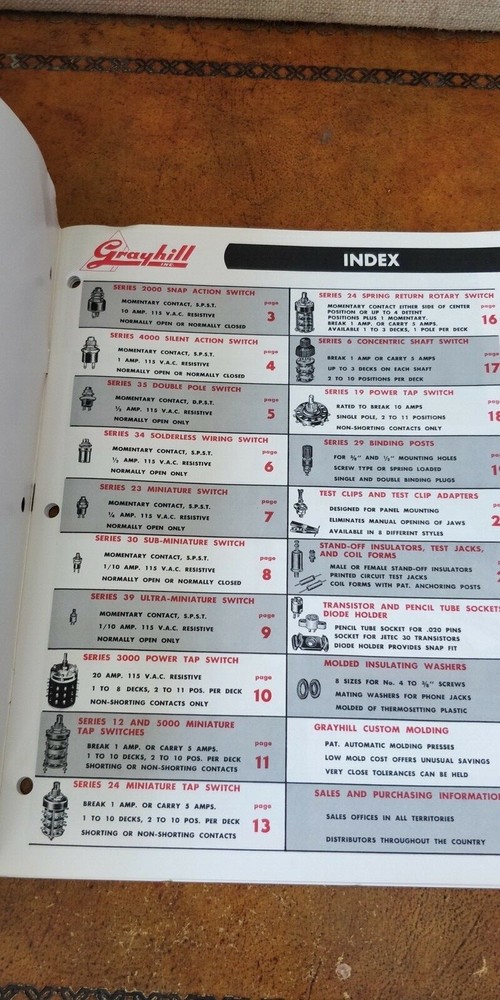 Grayhill
INC.
INDEX
SERIES 2000 SNAP ACTION SWITCH
MOMENTARY CONTACT, S.P.S.T.
10 AMP. 115 V.A.C. RESISTIVE
NORMALLY OPEN OR NORMALLY CLOSED
page
3
SERIES 4000 SILENT ACTION SWITCH
MOMENTARY CONTACT, S.P.S.T.
1 AMP. 115 V.A.C. RESISTIVE
NORMALLY OPEN OR NORMALLY CLOSED
page
4
SERIES 35 DOUBLE POLE SWITCH
MOMENTARY CONTACT, D.P.S.T.
½ AMP. 115 V.A.C. RESISTIVE
NORMALLY OPEN ONLY
page
5
SERIES 34 SOLDERLESS WIRING SWITCH
MOMENTARY CONTACT, S.P.S.T.
½ AMP. 115 V.A.C. RESISTIVE
NORMALLY OPEN ONLY
page
6
SERIES 23 MINIATURE SWITCH
MOMENTARY CONTACT, S.P.S.T.
¼ AMP. 115 V.A.C. RESISTIVE
NORMALLY OPEN ONLY
page
7
SERIES 30 SUB-MINIATURE SWITCH
MOMENTARY CONTACT, S.P.S.T.
1/10 AMP. 115 V.A.C. RESISTIVE
NORMALLY OPEN OR NORMALLY CLOSED
page
8
SERIES 39 ULTRA-MINIATURE SWITCH
MOMENTARY CONTACT, S.P.S.T.
1/10 AMP. 115 V.A.C. RESISTIVE
NORMALLY OPEN ONLY
page
9
SERIES 3000 POWER TAP SWITCH
20 AMP. 115 V.A.C. RESISTIVE
1 TO 8 DECKS, 2 TO 11 POS. PER DECK
NON-SHORTING CONTACTS ONLY
page
10
SERIES 12 AND 5000 MINIATURE
TAP SWITCHES
BREAK 1 AMP. OR CARRY 5 AMPS.
1 TO 10 DECKS, 2 TO 10 POS. PER DECK
SHORTING OR NON-SHORTING CONTACTS
page
11
SERIES 24 MINIATURE TAP SWITCH
BREAK 1 AMP. OR CARRY 5 AMPS.
1 TO 10 DECKS, 2 TO 10 POS. PER DECK
SHORTING OR NON-SHORTING CONTACTS
page
13
SERIES 24 SPRING RETURN ROTARY SWITCH
MOMENTARY CONTACT EITHER SIDE OF CENTER
POSITION OR UP TO 4 DETENT
POSITIONS PLUS 1 MOMENTARY.
BREAK 1 AMP. OR CARRY 5 AMPS.
AVAILABLE 1 TO 3 DECKS, 1 POLE PER DECK
page
16
SERIES 6 CONCENTRIC SHAFT SWITCH
BREAK 1 AMP OR CARRY 5 AMPS
UP TO 3 DECKS ON EACH SHAFT
2 TO 10 POSITIONS PER DECK
page
17
SERIES 19 POWER TAP SWITCH
RATED TO BREAK 10 AMPS
SINGLE POLE, 2 TO 11 POSITIONS
NON-SHORTING CONTACTS ONLY
page
18
SERIES 29 BINDING POSTS
FOR ⅜" AND ½" MOUNTING HOLES
SCREW TYPE OR SPRING LOADED
SINGLE AND DOUBLE BINDING PLUGS
page
19
TEST CLIPS AND TEST CLIP ADAPTERS
DESIGNED FOR PANEL MOUNTING
ELIMINATES MANUAL OPENING OF JAWS
AVAILABLE IN 8 DIFFERENT STYLES
2
STAND-OFF INSULATORS, TEST JACKS,
AND COIL FORMS
MALE OR FEMALE STAND-OFF INSULATORS
PRINTED CIRCUIT TEST JACKS
COIL FORMS WITH PAT. ANCHORING POSTS
TRANSISTOR AND PENCIL TUBE SOCKETS
DIODE HOLDER
PENCIL TUBE SOCKET FOR .020 PINS
SOCKET FOR JETEC 30 TRANSISTORS
DIODE HOLDER PROVIDES SNAP FIT
MOLDED INSULATING WASHERS
8 SIZES FOR No. 4 TO ⅜" SCREWS
MATING WASHERS FOR PHONE JACKS
MOLDED OF THERMOSETTING PLASTIC
GRAYHILL CUSTOM MOLDING
PAT. AUTOMATIC MOLDING PRESSES
LOW MOLD COST OFFERS UNUSUAL SAVINGS
VERY CLOSE TOLERANCES CAN BE HELD
SALES AND PURCHASING INFORMATION
SALES OFFICES IN ALL TERRITORIES
DISTRIBUTORS THROUGHOUT THE COUNTRY